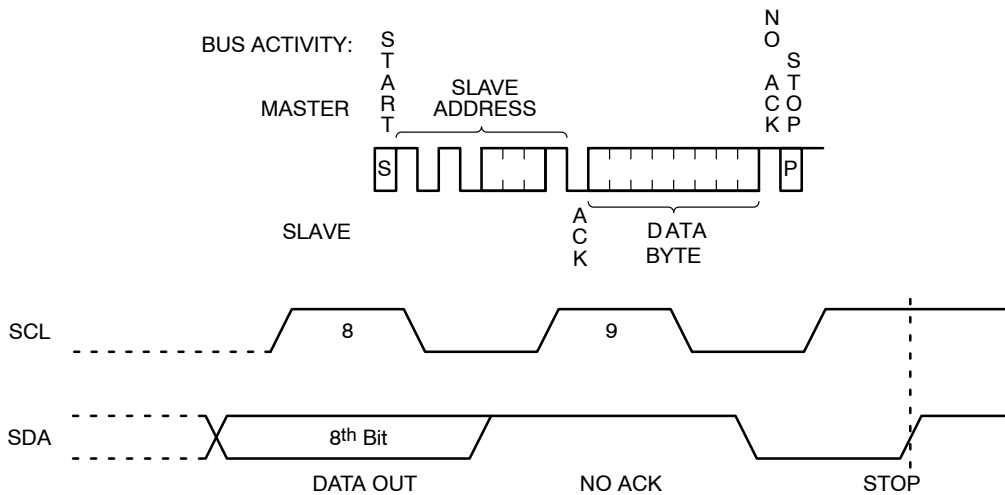 BUS ACTIVITY:
MASTER
START
SLAVE
ADDRESS
NO ACK
STOP
S
P
SLAVE
ACK
DATA
BYTE
SCL
8
9
SDA
8th Bit
DATA OUT
NO ACK
STOP